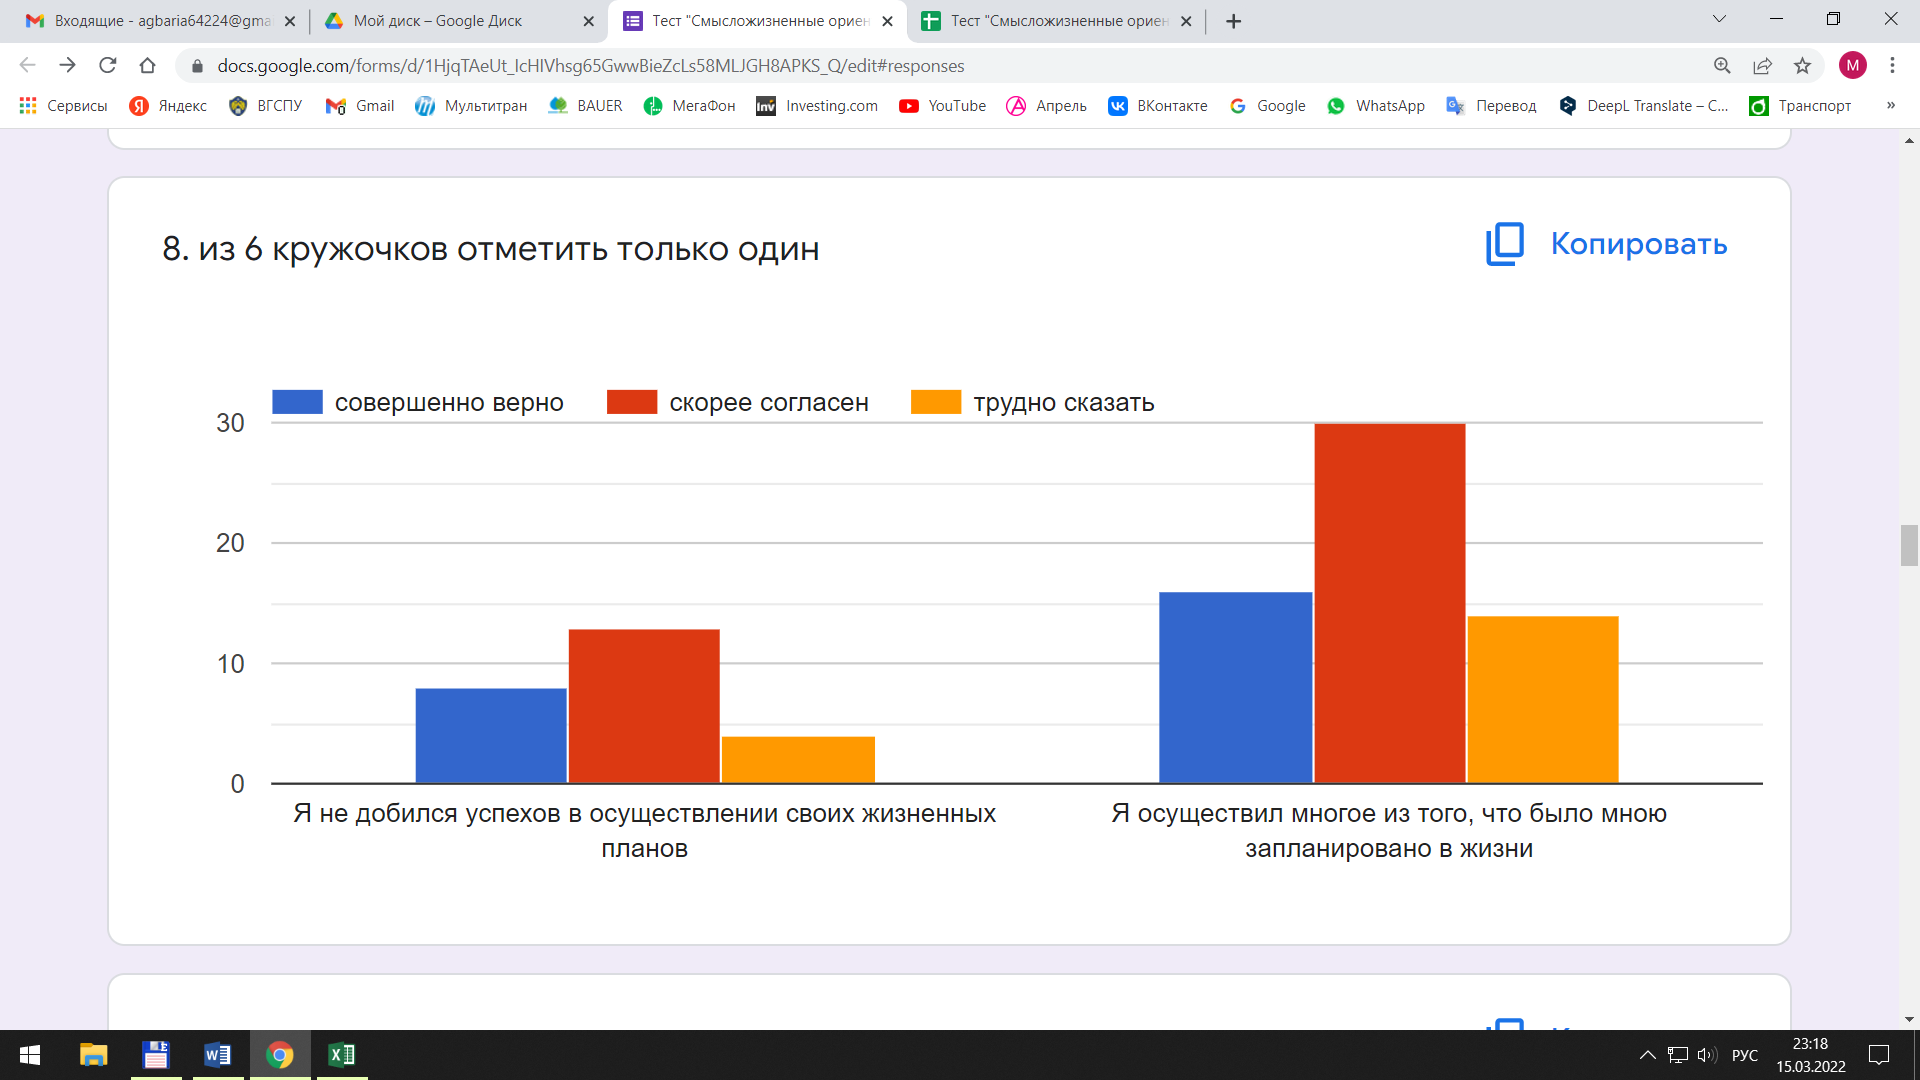 Входящие - agbaria64224@gma
Мой диск – Google Диск
Тест "Смысложизненные ориен
Тест "Смысложизненные ориен
docs.google.com/forms/d/1HjqTAeUt_IcHIVhsg65GwwBieZcLs58MLJGH8APKS_Q/edit#responses
M
Сервисы
Яндекс
ВГСПУ
Gmail
Мультитран
BAUER
МегаФон
Investing.com
YouTube
Апрель
ВКонтакте
Google
WhatsApp
Перевод
DeepL Translate – C...
Транспорт
»
8. из 6 кружочков отметить только один
Копировать
совершенно верно
скорее согласен
трудно сказать
30
20
10
0
Я не добился успехов в осуществлении своих жизненных
планов
Я осуществил многое из того, что было мною
запланировано в жизни
РУС
23:18
15.03.2022